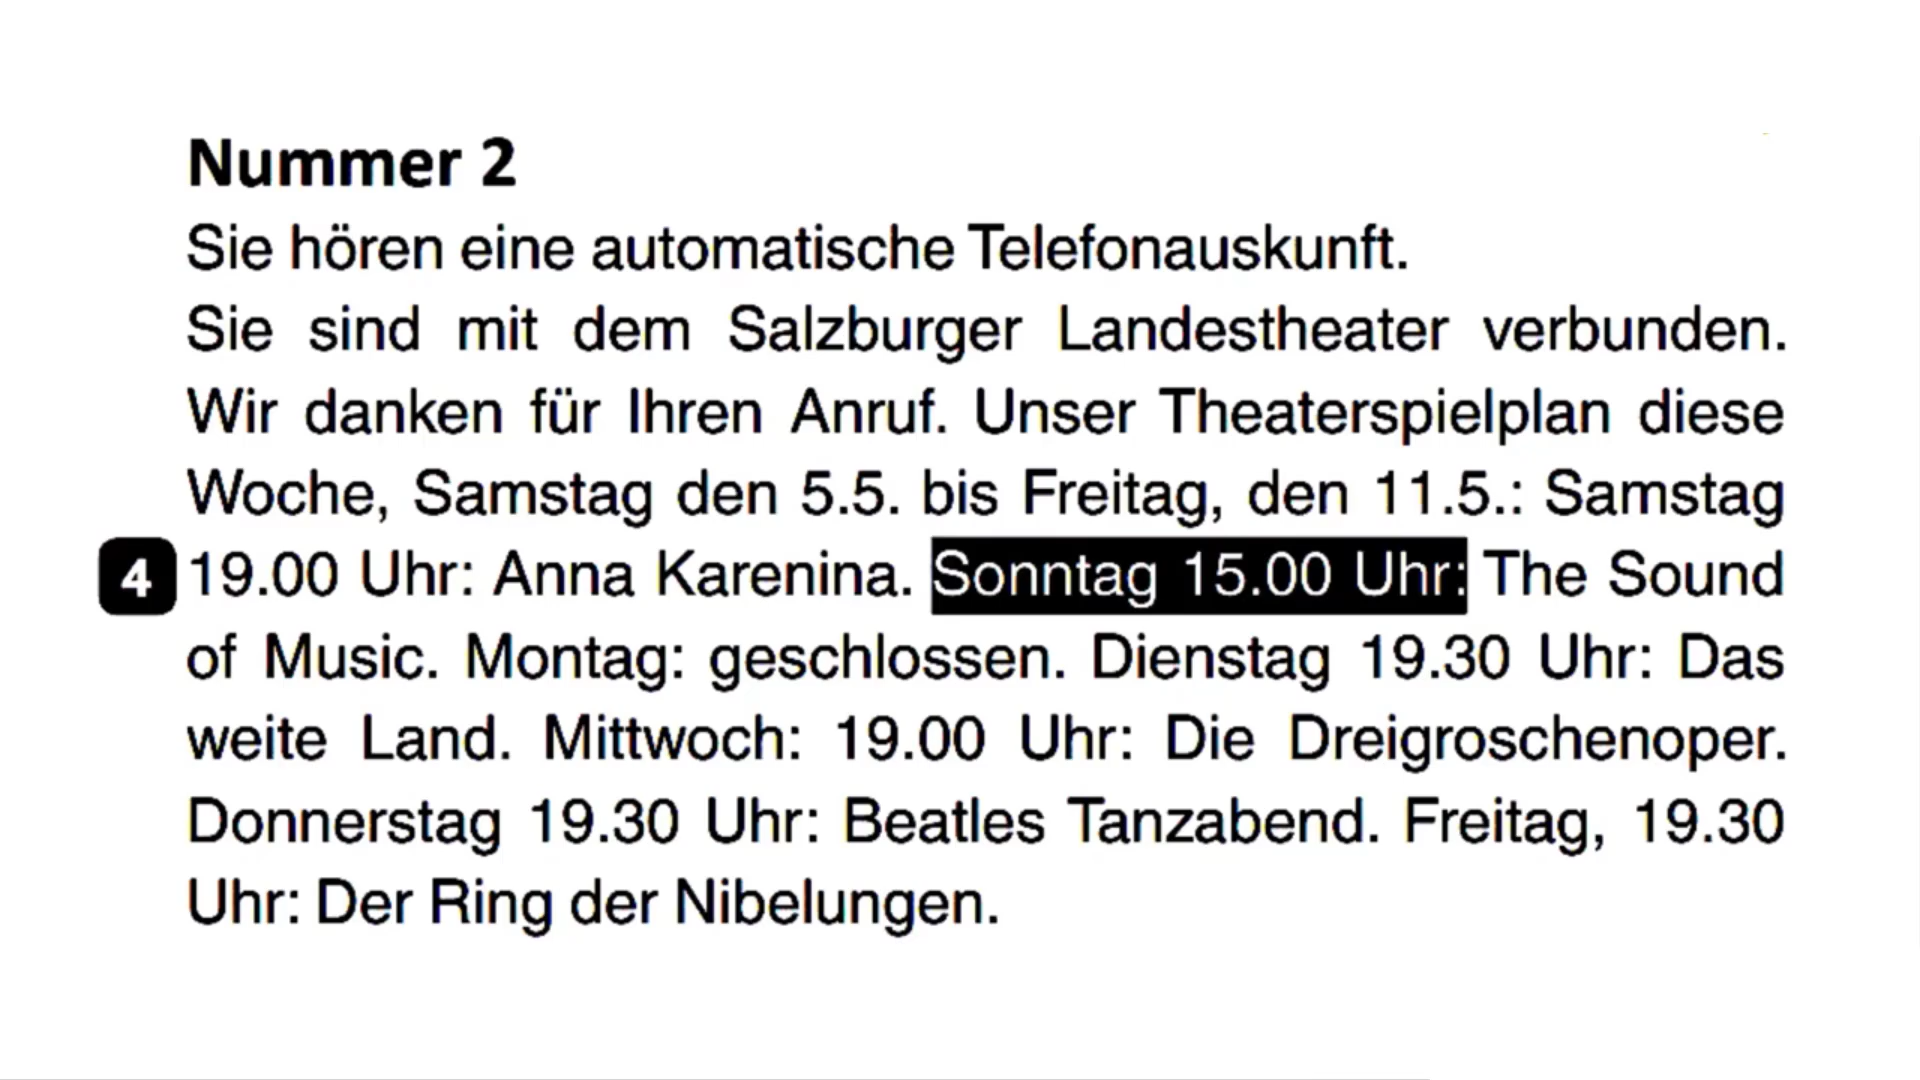 Nummer 2
Sie hören eine automatische Telefonauskunft.
Sie sind mit dem Salzburger Landestheater verbunden.
Wir danken für Ihren Anruf. Unser Theaterspielplan diese
Woche, Samstag den 5.5. bis Freitag, den 11.5.: Samstag
4 19.00 Uhr: Anna Karenina. Sonntag 15.00 Uhr: The Sound
of Music. Montag: geschlossen. Dienstag 19.30 Uhr: Das
weite Land. Mittwoch: 19.00 Uhr: Die Dreigroschenoper.
Donnerstag 19.30 Uhr: Beatles Tanzabend. Freitag, 19.30
Uhr: Der Ring der Nibelungen.